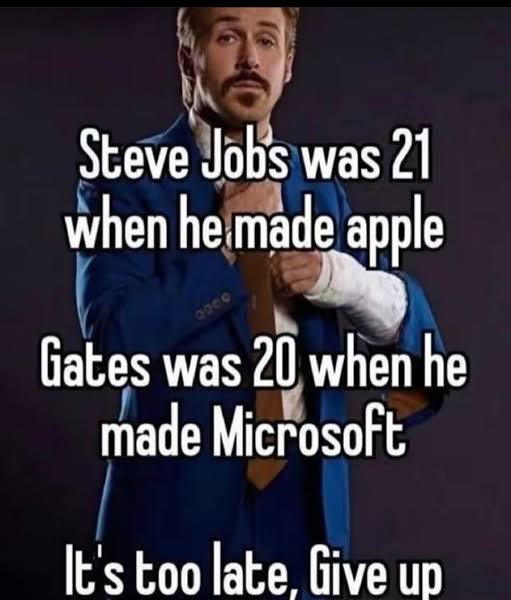 Steve Jobs was 21
when he made apple
Gates was 20 when he
made Microsoft
It's too late, Give up